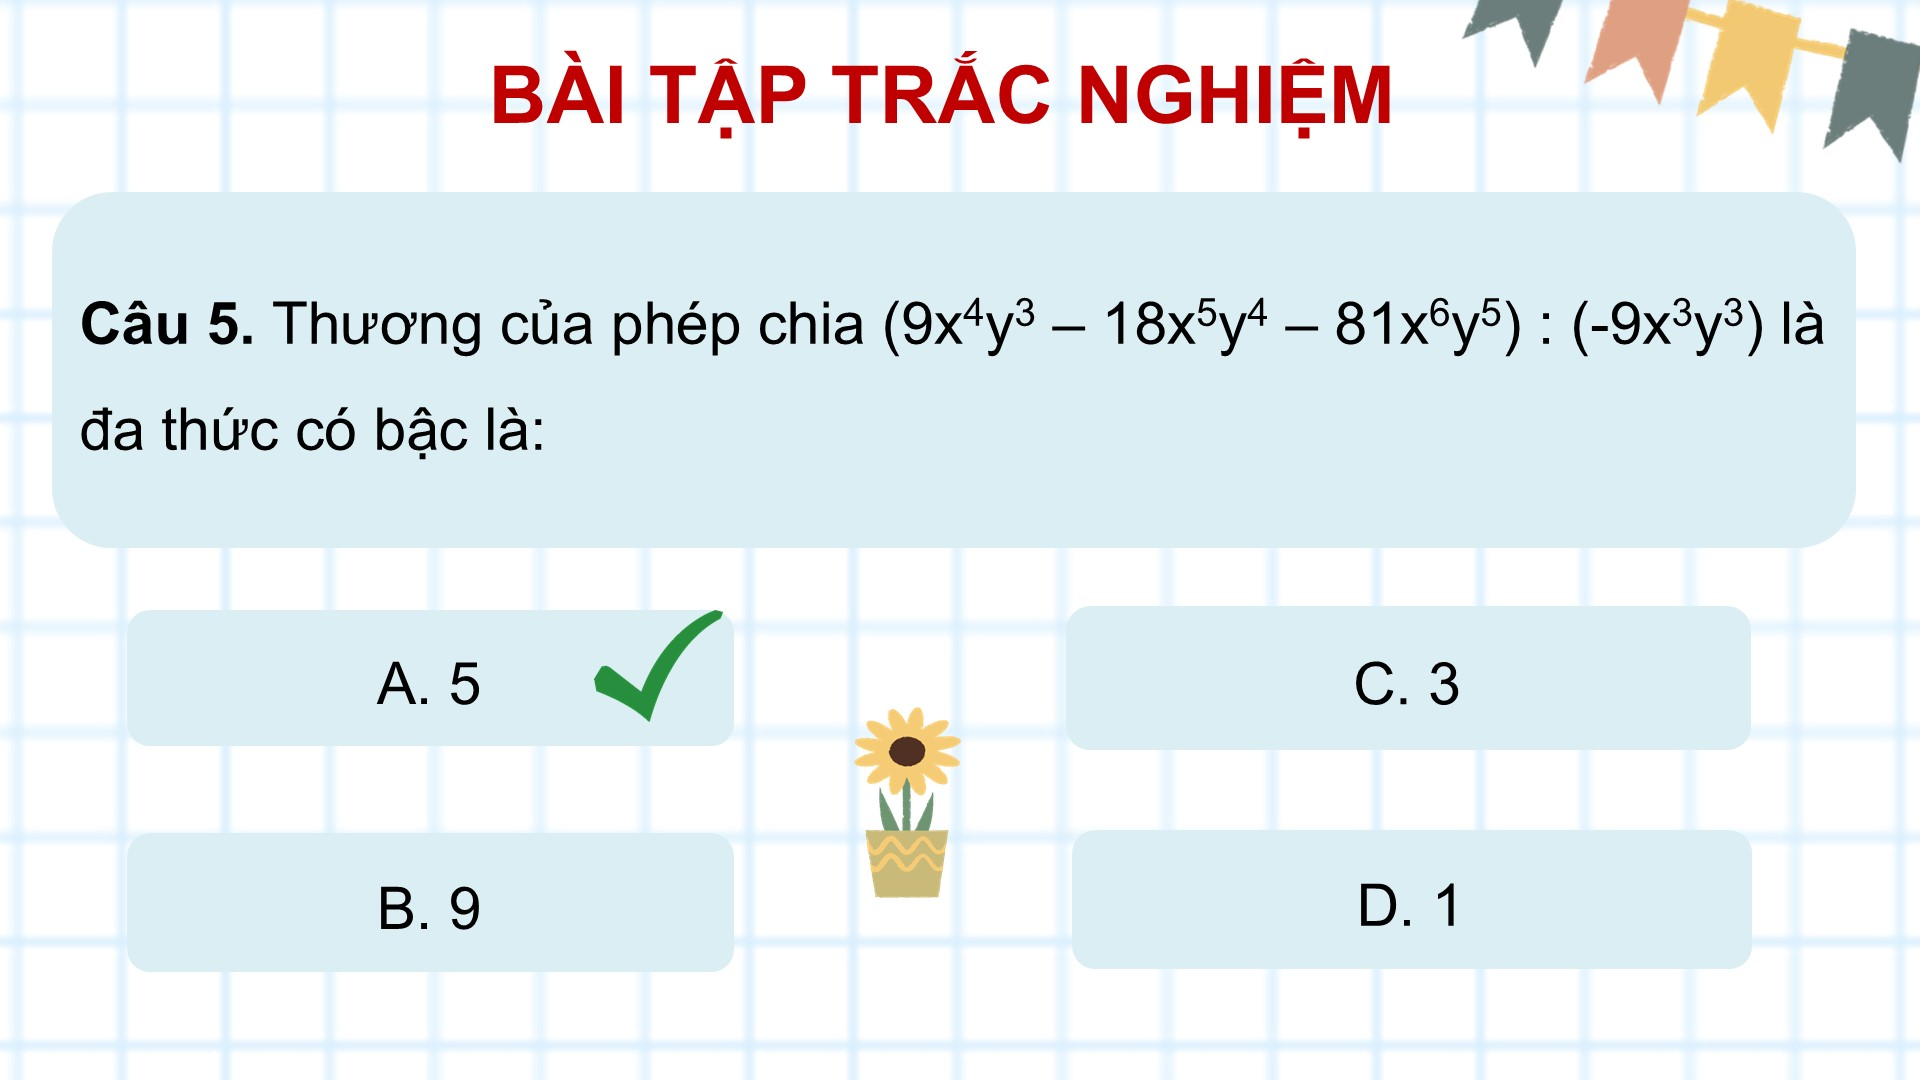 BÀI TẬP TRẮC NGHIỆM
Câu 5. Thương của phép chia (9x⁴y³ – 18x⁵y⁴ – 81x⁶y⁵) : (-9x³y³) là
đa thức có bậc là:
A. 5
C. 3
B. 9
D. 1